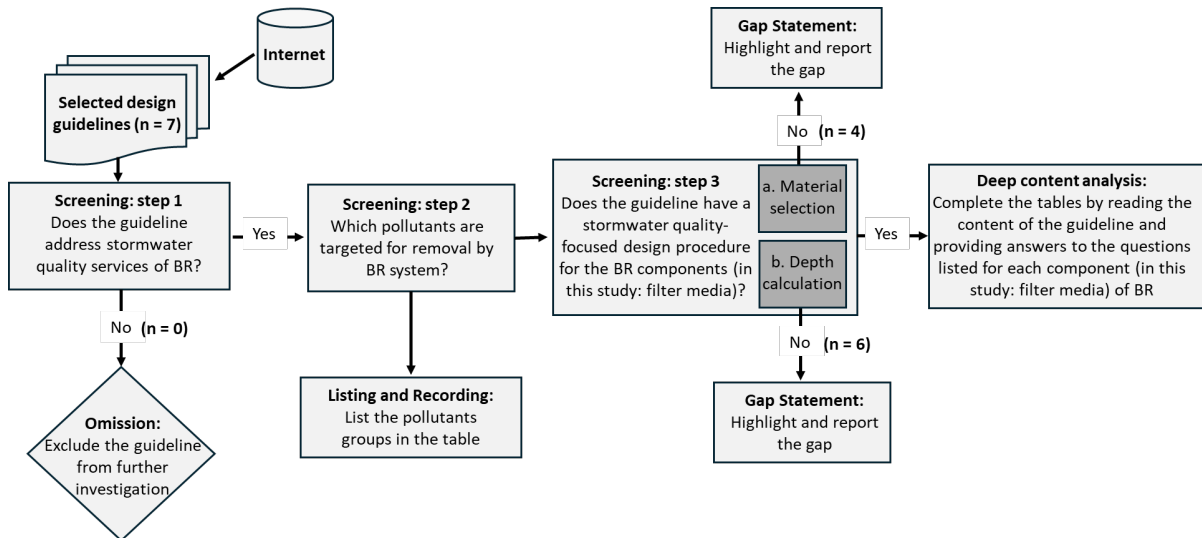 Internet
Selected design
guidelines (n = 7)
Screening: step 1
Does the guideline
address stormwater
quality services of BR?
Yes
No (n = 0)
Omission:
Exclude the guideline
from further
investigation
Screening: step 2
Which pollutants are
targeted for removal by
BR system?
Listing and Recording:
List the pollutants
groups in the table
Screening: step 3
Does the guideline have a
stormwater quality-
focused design procedure
for the BR components (in
this study: filter media)?
a. Material
selection
b. Depth
calculation
No (n = 4)
Gap Statement:
Highlight and report
the gap
No (n = 6)
Gap Statement:
Highlight and report
the gap
Yes
Deep content analysis:
Complete the tables by reading the
content of the guideline and
providing answers to the questions
listed for each component (in this
study: filter media) of BR